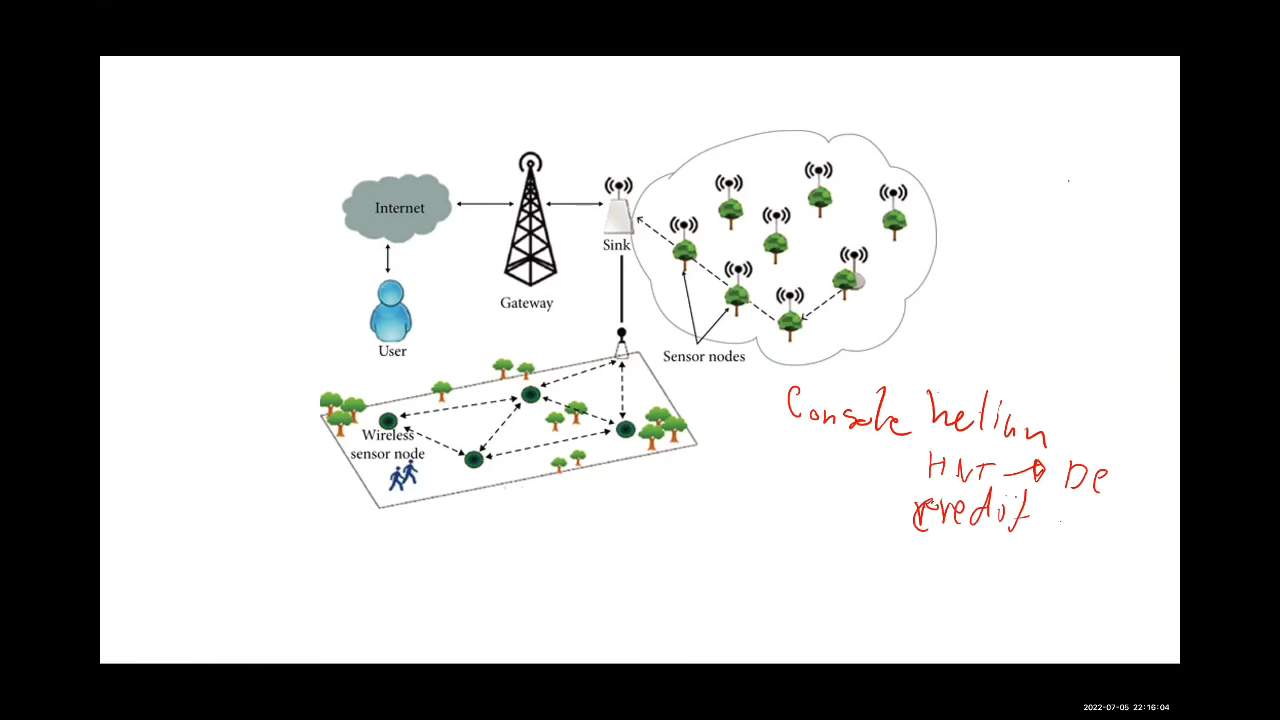 Internet
Sink
Gateway
User
Sensor nodes
Wireless
sensor node
Console helium
HNT → DC
credit
2022-07-05 22:16:04